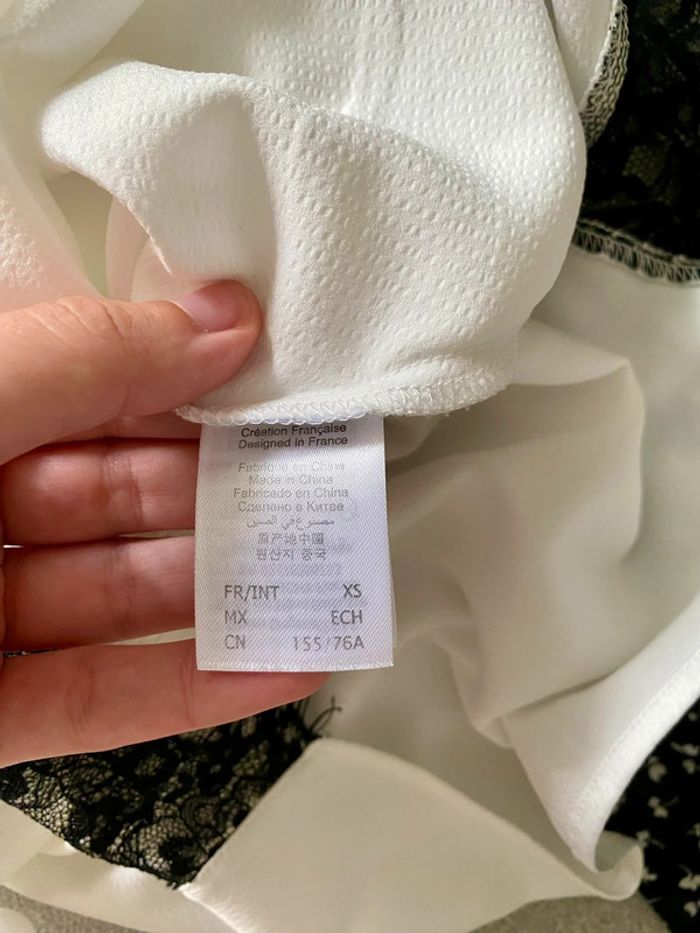 Création Française
Designed in France
Fabriqué en Chine
Made in China
Fabricado en China
Сделано в Китае
مصنوع في الصين
原产地中國
원산지 중국
FR/INT XS
MX ECH
CN 155/76A